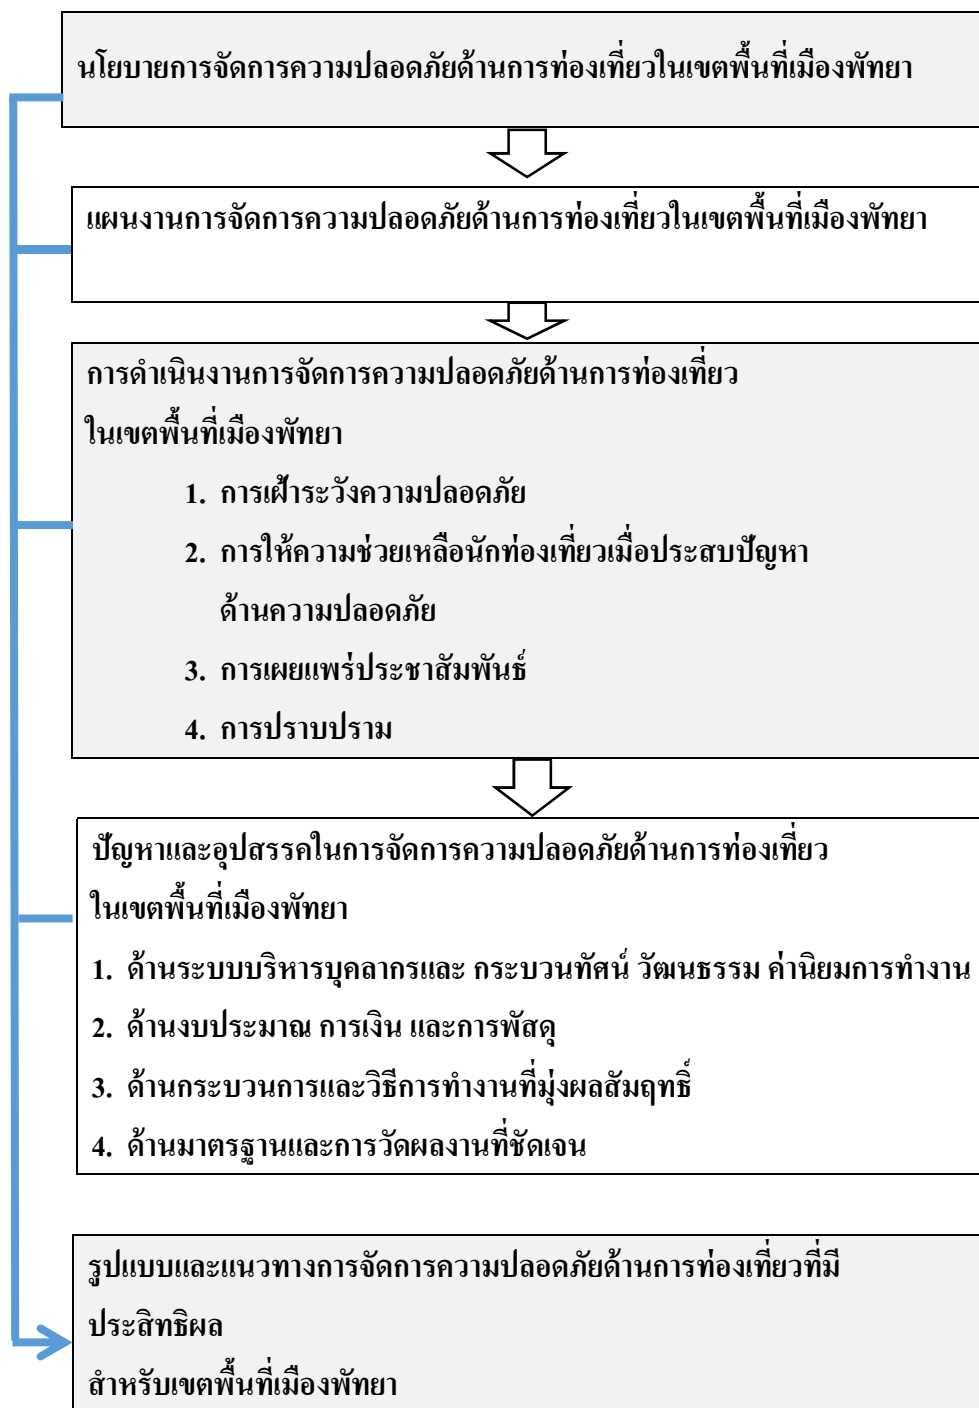 นโยบายการจัดการความปลอดภัยด้านการท่องเที่ยวในเขตพื้นที่เมืองพัทยา
แผนงานการจัดการความปลอดภัยด้านการท่องเที่ยวในเขตพื้นที่เมืองพัทยา
การดำเนินงานการจัดการความปลอดภัยด้านการท่องเที่ยว
ในเขตพื้นที่เมืองพัทยา
1. การเฝ้าระวังความปลอดภัย
2. การให้ความช่วยเหลือนักท่องเที่ยวเมื่อประสบปัญหา
ด้านความปลอดภัย
3. การเผยแพร่ประชาสัมพันธ์
4. การปราบปราม
ปัญหาและอุปสรรคในการจัดการความปลอดภัยด้านการท่องเที่ยว
ในเขตพื้นที่เมืองพัทยา
1. ด้านระบบบริหารบุคลากรและ กระบวนทัศน์ วัฒนธรรม ค่านิยมการทำงาน
2. ด้านงบประมาณ การเงิน และการพัสดุ
3. ด้านกระบวนการและวิธีการทำงานที่มุ่งผลสัมฤทธิ์
4. ด้านมาตรฐานและการวัดผลงานที่ชัดเจน
รูปแบบและแนวทางการจัดการความปลอดภัยด้านการท่องเที่ยวที่มี
ประสิทธิผล
สำหรับเขตพื้นที่เมืองพัทยา